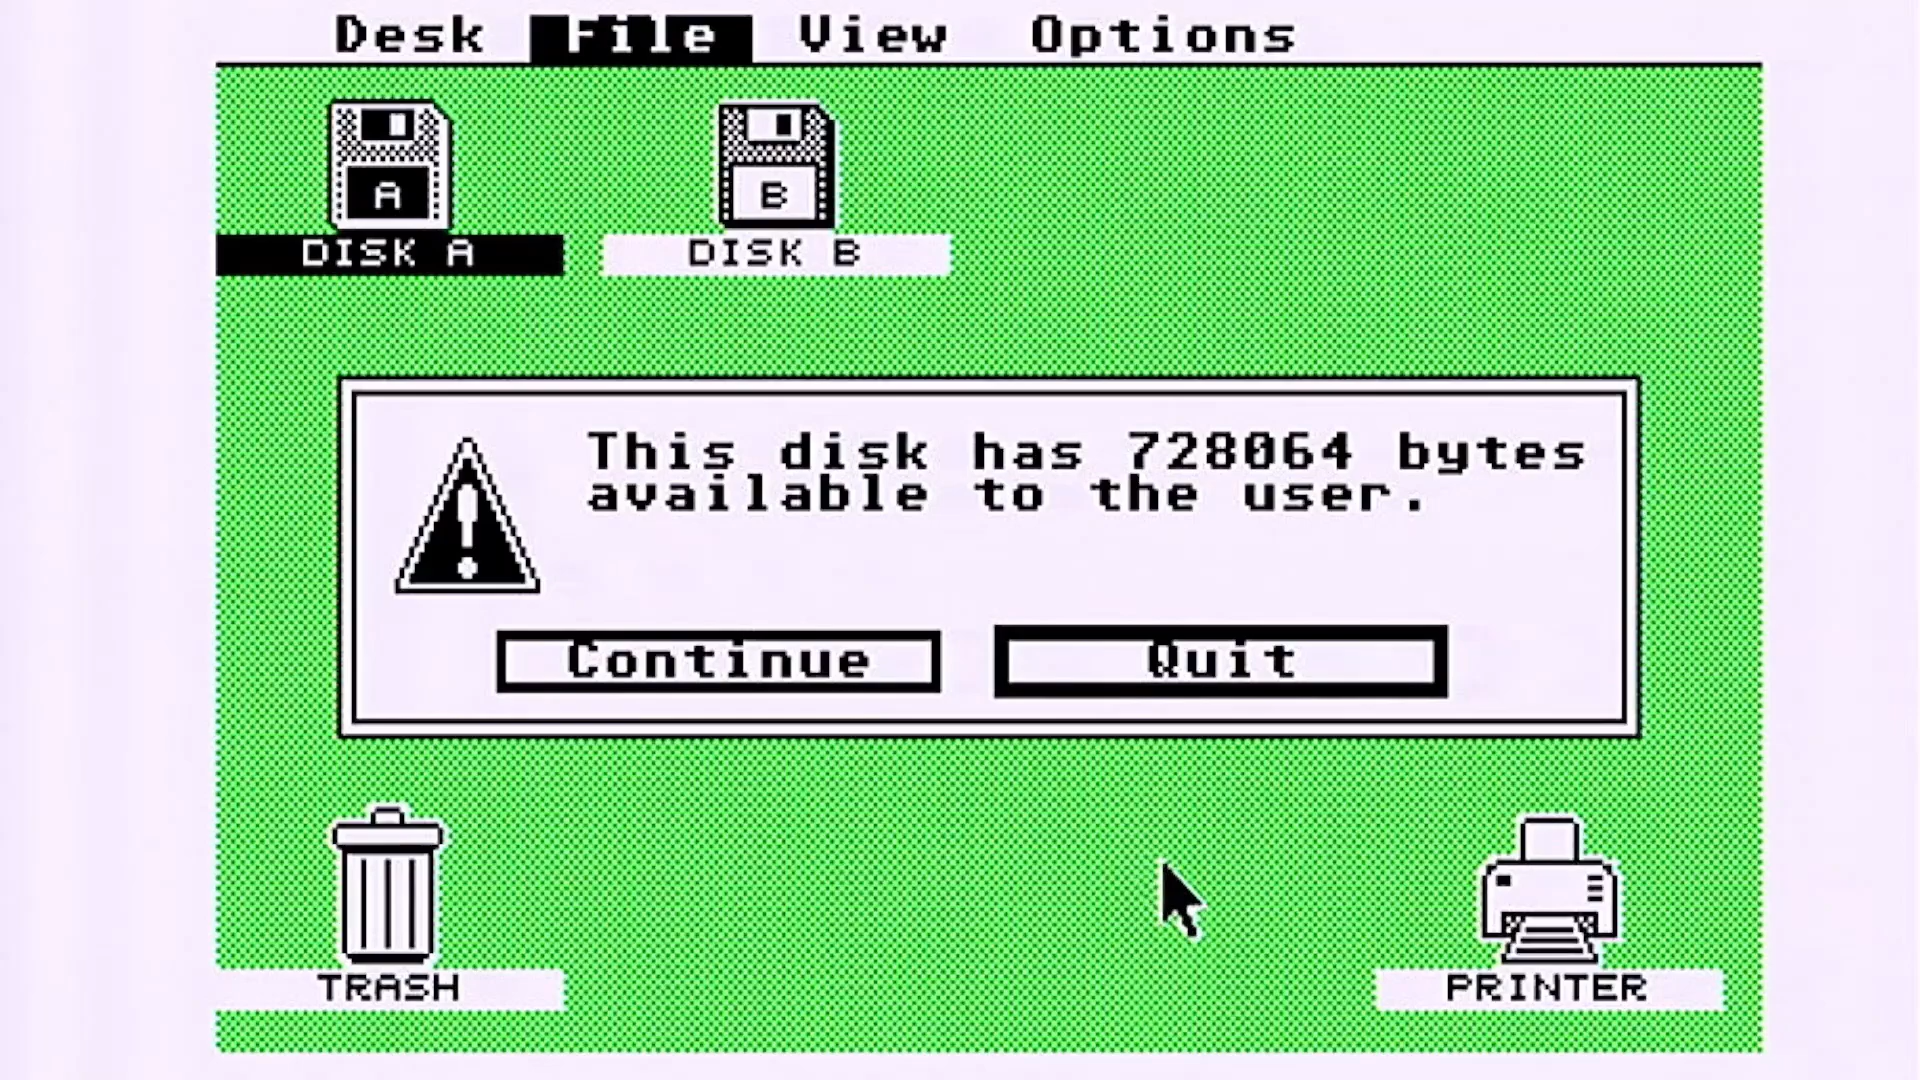 Desk File View Options
A B
DISK A DISK B
This disk has 728064 bytes
available to the user.
Continue Quit
TRASH PRINTER